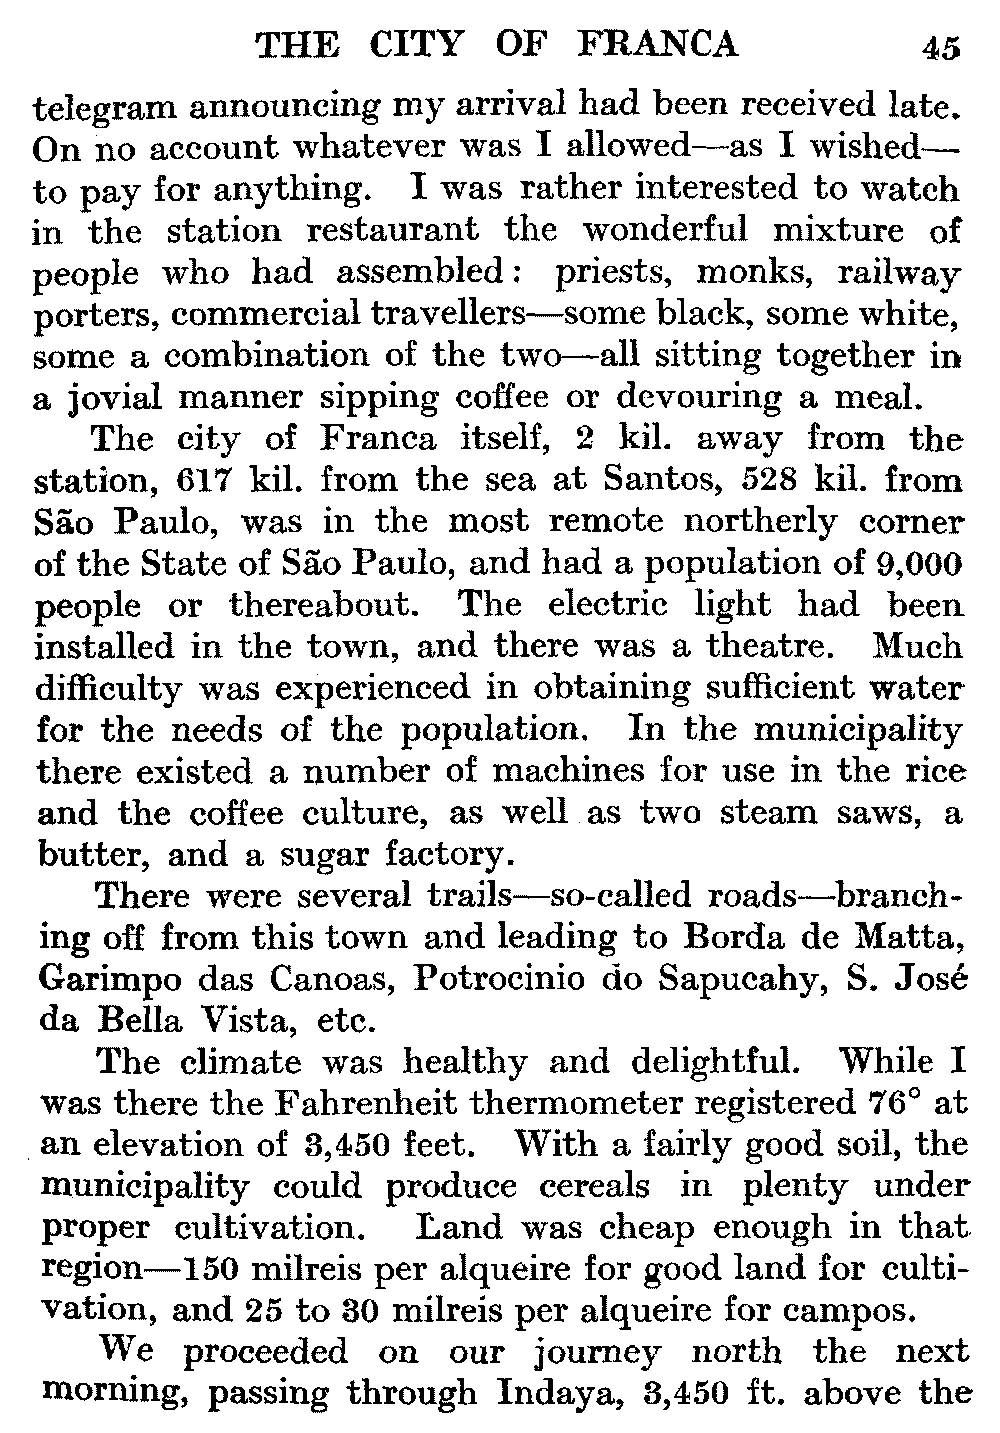 THE CITY OF FRANCA 45
telegram announcing my arrival had been received late.
On no account whatever was I allowed—as I wished—
to pay for anything. I was rather interested to watch
in the station restaurant the wonderful mixture of
people who had assembled: priests, monks, railway
porters, commercial travellers—some black, some white,
some a combination of the two—all sitting together in
a jovial manner sipping coffee or devouring a meal.
The city of Franca itself, 2 kil. away from the
station, 617 kil. from the sea at Santos, 528 kil. from
São Paulo, was in the most remote northerly corner
of the State of São Paulo, and had a population of 9,000
people or thereabout. The electric light had been
installed in the town, and there was a theatre. Much
difficulty was experienced in obtaining sufficient water
for the needs of the population. In the municipality
there existed a number of machines for use in the rice
and the coffee culture, as well as two steam saws, a
butter, and a sugar factory.
There were several trails—so-called roads—branch-
ing off from this town and leading to Borda de Matta,
Garimpo das Canoas, Potrocinio do Sapucahy, S. José
da Bella Vista, etc.
The climate was healthy and delightful. While I
was there the Fahrenheit thermometer registered 76° at
an elevation of 3,450 feet. With a fairly good soil, the
municipality could produce cereals in plenty under
proper cultivation. Land was cheap enough in that
region—150 milreis per alqueire for good land for culti-
vation, and 25 to 30 milreis per alqueire for campos.
We proceeded on our journey north the next
morning, passing through Indaya, 3,450 ft. above the